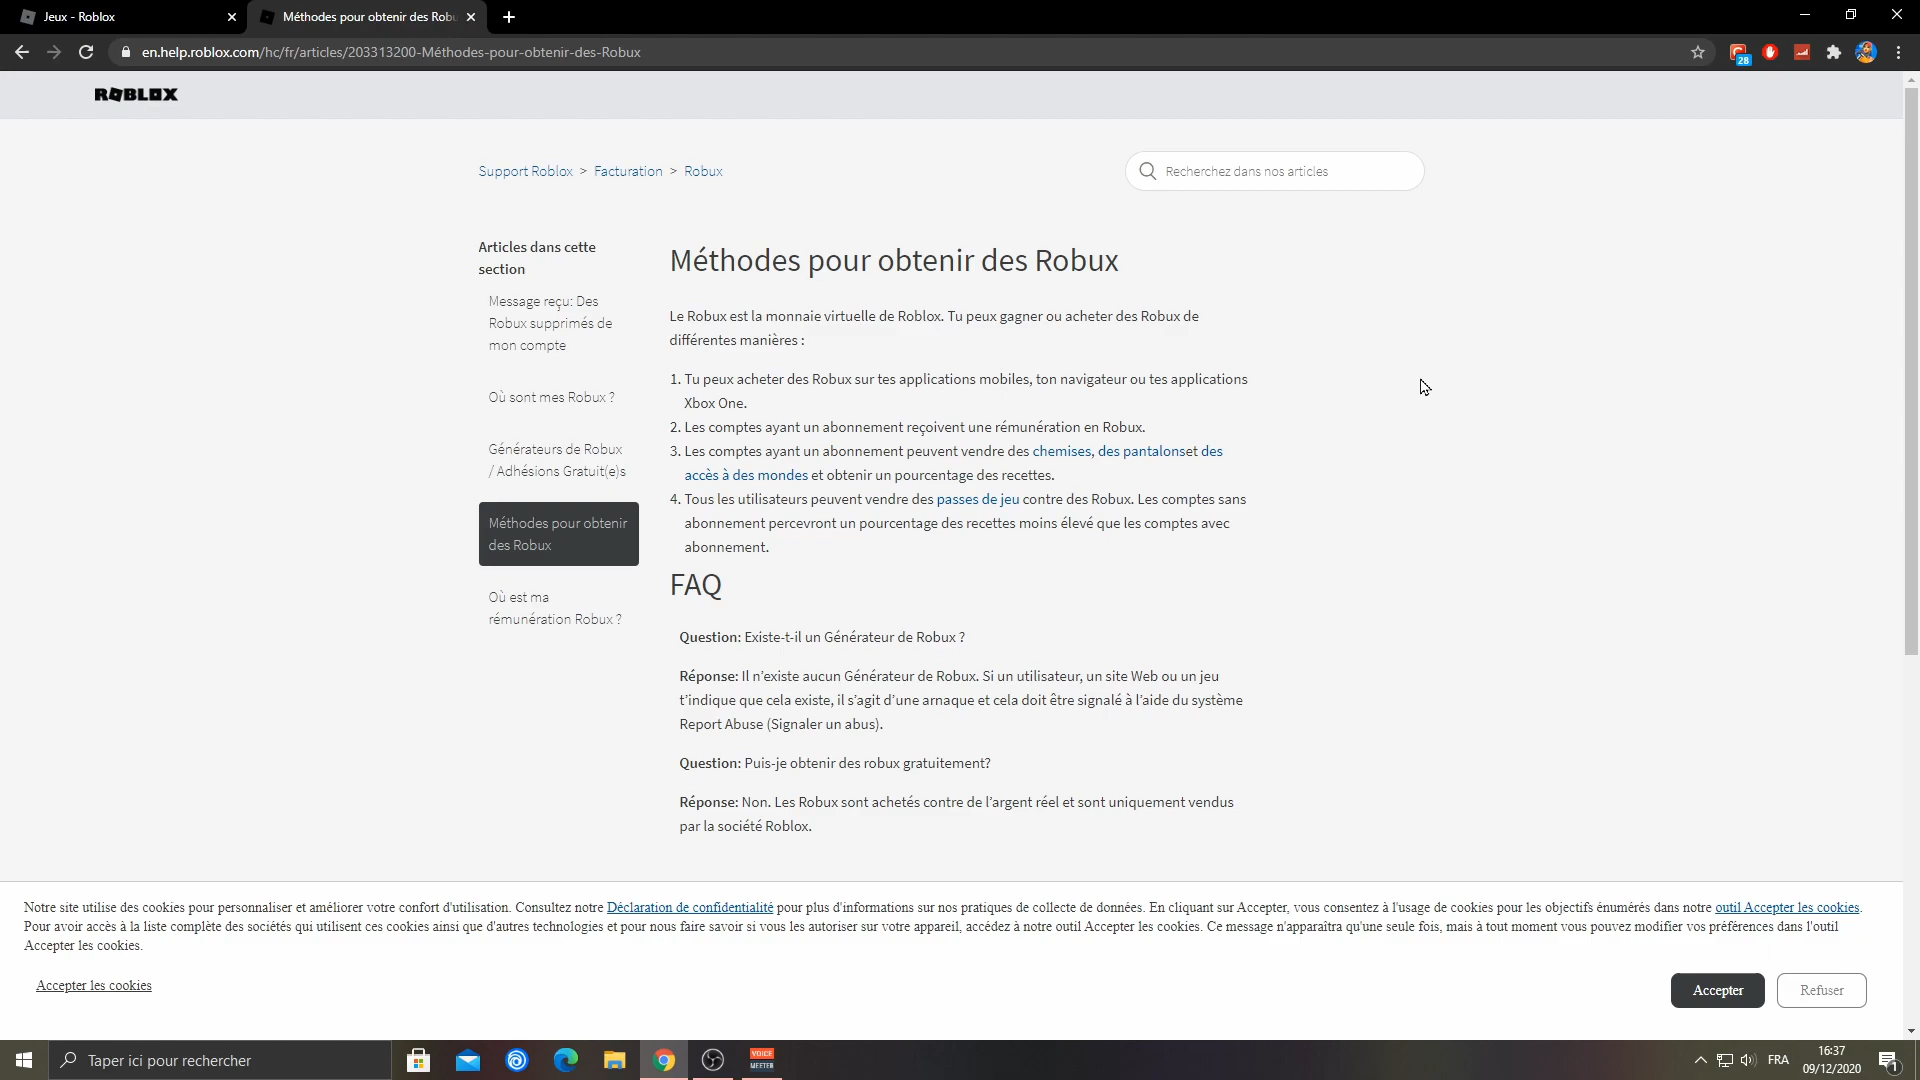 Jeux - Roblox
Méthodes pour obtenir des Robu
en.help.roblox.com/hc/fr/articles/203313200-Méthodes-pour-obtenir-des-Robux
28
ROBLOX
Support Roblox > Facturation > Robux
Recherchez dans nos articles
Articles dans cette
section
Message reçu: Des
Robux supprimés de
mon compte
Où sont mes Robux ?
Générateurs de Robux
/ Adhésions Gratuit(e)s
Méthodes pour obtenir
des Robux
Où est ma
rémunération Robux ?
Méthodes pour obtenir des Robux
Le Robux est la monnaie virtuelle de Roblox. Tu peux gagner ou acheter des Robux de
différentes manières :
1. Tu peux acheter des Robux sur tes applications mobiles, ton navigateur ou tes applications
Xbox One.
2. Les comptes ayant un abonnement reçoivent une rémunération en Robux.
3. Les comptes ayant un abonnement peuvent vendre des chemises, des pantalonset des
accès à des mondes et obtenir un pourcentage des recettes.
4. Tous les utilisateurs peuvent vendre des passes de jeu contre des Robux. Les comptes sans
abonnement percevront un pourcentage des recettes moins élevé que les comptes avec
abonnement.
FAQ
Question: Existe-t-il un Générateur de Robux ?
Réponse: Il n'existe aucun Générateur de Robux. Si un utilisateur, un site Web ou un jeu
t'indique que cela existe, il s'agit d'une arnaque et cela doit être signalé à l'aide du système
Report Abuse (Signaler un abus).
Question: Puis-je obtenir des robux gratuitement?
Réponse: Non. Les Robux sont achetés contre de l'argent réel et sont uniquement vendus
par la société Roblox.
Notre site utilise des cookies pour personnaliser et améliorer votre confort d'utilisation. Consultez notre Déclaration de confidentialité pour plus d'informations sur nos pratiques de collecte de données. En cliquant sur Accepter, vous consentez à l'usage de cookies pour les objectifs énumérés dans notre outil Accepter les cookies.
Pour avoir accès à la liste complète des sociétés qui utilisent ces cookies ainsi que d'autres technologies et pour nous faire savoir si vous les autoriser sur votre appareil, accédez à notre outil Accepter les cookies. Ce message n'apparaîtra qu'une seule fois, mais à tout moment vous pouvez modifier vos préférences dans l'outil
Accepter les cookies.
Accepter les cookies
Accepter
Refuser
Taper ici pour rechercher
VOICE
MEETER
FRA
16:37
09/12/2020
1